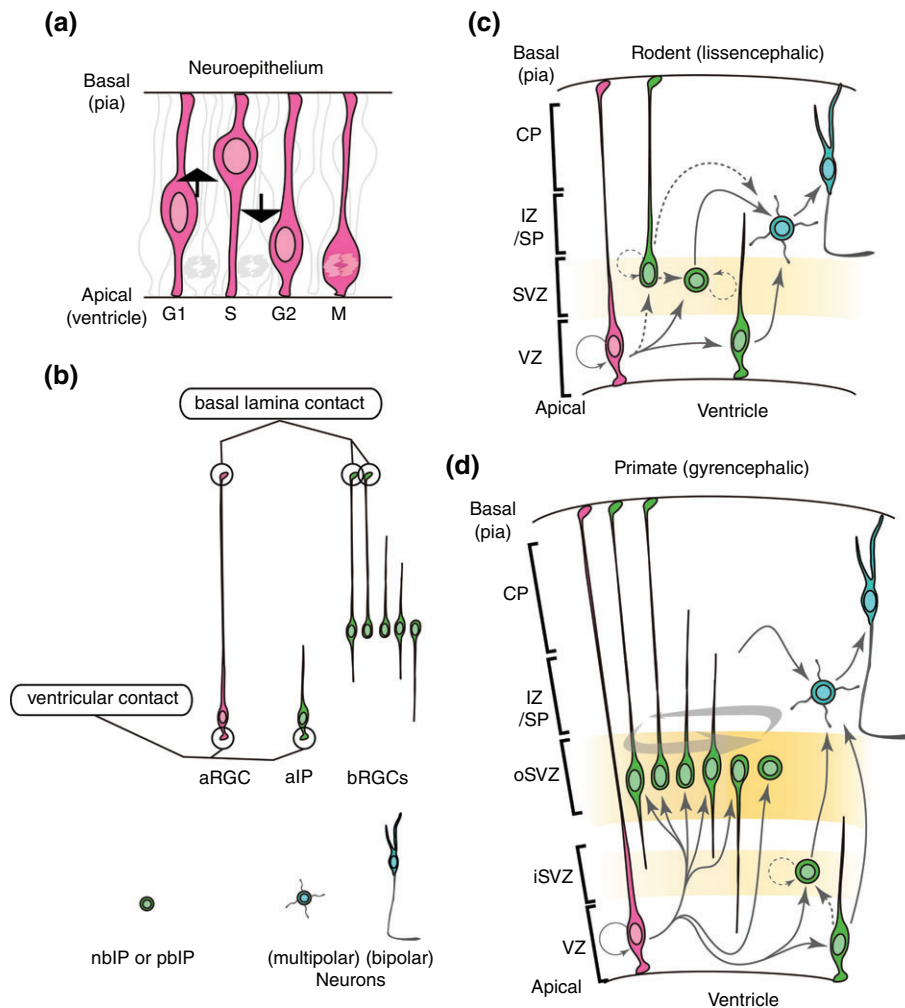 (a)
Neuroepithelium
Basal
(pia)
Apical
(ventricle)
G1 S G2 M
(b)
basal lamina contact
ventricular contact
aRGC aIP bRGCs
nbIP or pbIP
(multipolar) (bipolar)
Neurons
(c)
Rodent (lissencephalic)
Basal
(pia)
CP
IZ
/SP
SVZ
VZ
Apical
Ventricle
(d)
Primate (gyrencephalic)
Basal
(pia)
CP
IZ
/SP
oSVZ
iSVZ
VZ
Apical
Ventricle